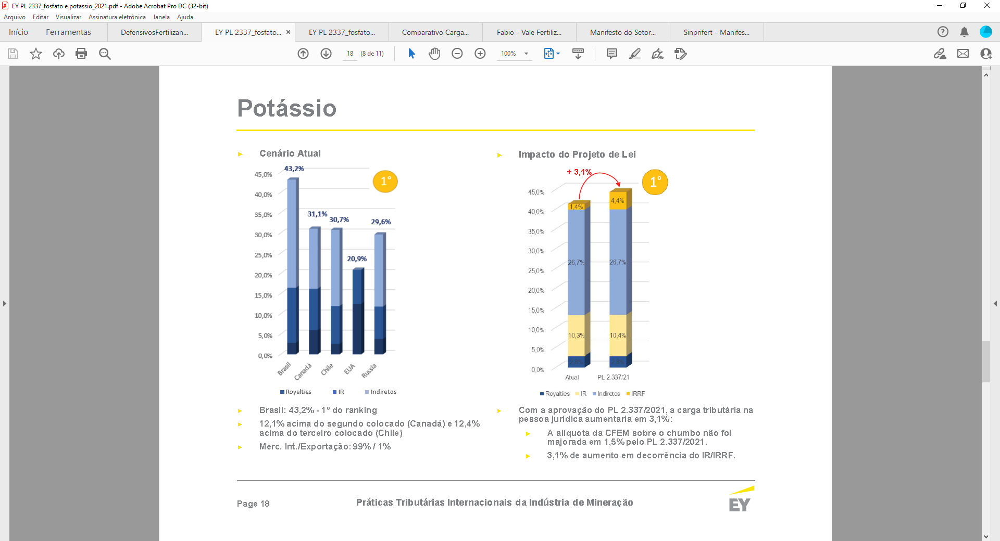 EY PL 2337_fosfato e potassio_2021.pdf - Adobe Acrobat Pro DC (32-bit)
Arquivo Editar Visualizar Assinatura eletrônica Janela Ajuda
Início Ferramentas DefensivosFertilizan... EY PL 2337_fosfato... × EY PL 2337_fosfato... Comparativo Carga... Fabio - Vale Fertiliz... Manifesto do Setor... Sinprifert - Manifes...
18 (8 de 11) 100%
Potássio
Cenário Atual
43,2%
45,0%
1°
40,0%
35,0%
31,1%
30,7%
29,6%
30,0%
25,0%
20,9%
20,0%
15,0%
10,0%
5,0%
0,0%
Brasil Canadá Chile EUA Russia
Royalties IR Indiretos
Brasil: 43,2% - 1º do ranking
12,1% acima do segundo colocado (Canadá) e 12,4%
acima do terceiro colocado (Chile)
Merc. Int./Exportação: 99% / 1%
Impacto do Projeto de Lei
+ 3,1%
1°
45,0%
4,4%
1,4%
40,0%
35,0%
30,0%
26,7% 26,7%
25,0%
20,0%
15,0%
10,0%
10,3% 10,4%
5,0%
2,8% 2,8%
0,0%
Atual PL 2.337/21
Royalties IR Indiretos IRRF
Com a aprovação do PL 2.337/2021, a carga tributária na
pessoa jurídica aumentaria em 3,1%:
A alíquota da CFEM sobre o chumbo não foi
majorada em 1,5% pelo PL 2.337/2021.
3,1% de aumento em decorrência do IR/IRRF.
Page 18
Práticas Tributárias Internacionais da Indústria de Mineração
EY